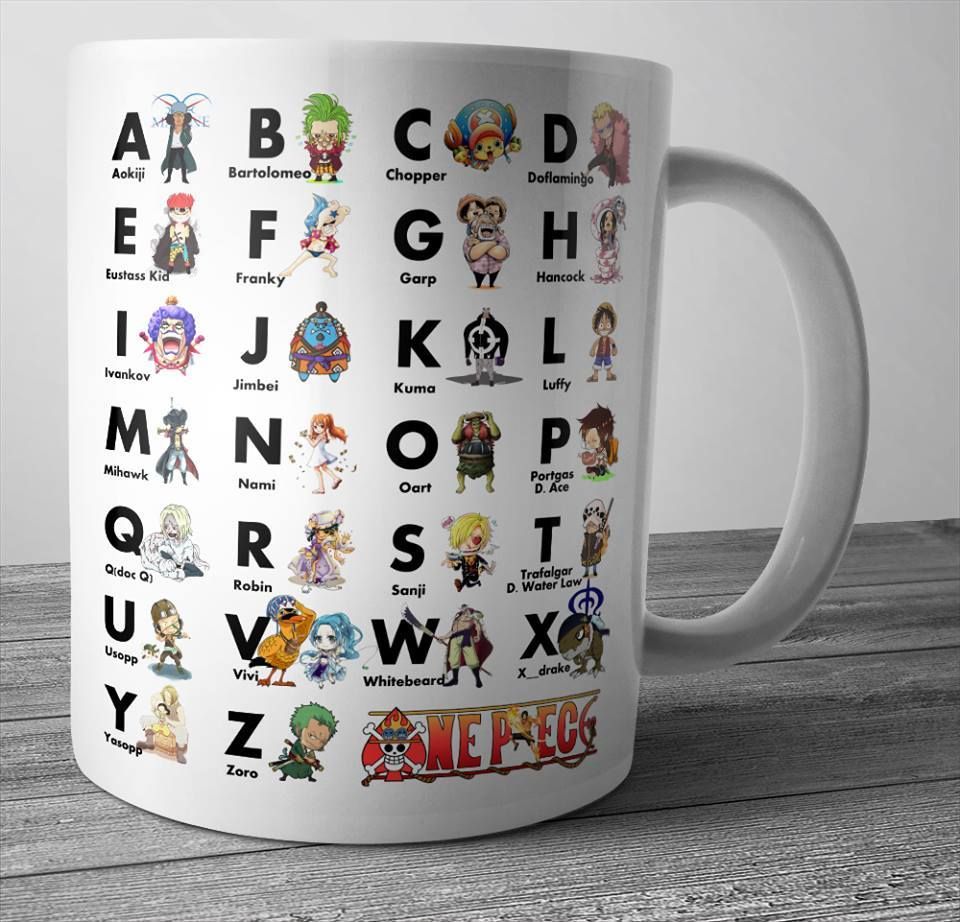 A B C D
Aokiji Bartolomeo Chopper Doflamingo
E F G H
Eustass Kid Franky Garp Hancock
I J K L
Ivankov Jimbei Kuma Luffy
M N O P
Mihawk Nami Oart Portgas
D. Ace
Q R S T
Q(doc Q) Robin Sanji Trafalgar
D. Water Law
U V W X
Usopp Vivi Whitebeard X__drake
Y Z
Yasopp Zoro
ONE PIECE